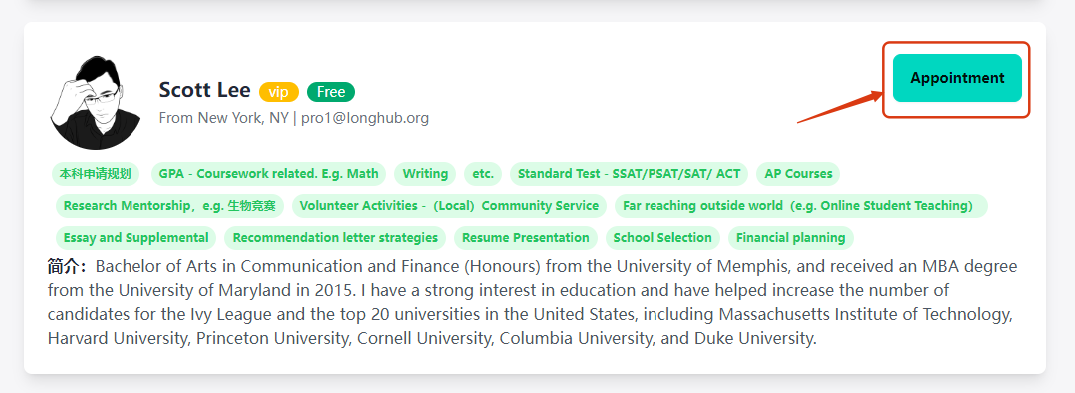 Scott Lee vip Free
Appointment
From New York, NY | pro1@longhub.org
本科申请规划 GPA - Coursework related. E.g. Math Writing etc. Standard Test - SSAT/PSAT/SAT/ ACT AP Courses
Research Mentorship，e.g. 生物竞赛 Volunteer Activities -（Local）Community Service Far reaching outside world（e.g. Online Student Teaching）
Essay and Supplemental Recommendation letter strategies Resume Presentation School Selection Financial planning
简介：Bachelor of Arts in Communication and Finance (Honours) from the University of Memphis, and received an MBA degree
from the University of Maryland in 2015. I have a strong interest in education and have helped increase the number of
candidates for the Ivy League and the top 20 universities in the United States, including Massachusetts Institute of Technology,
Harvard University, Princeton University, Cornell University, Columbia University, and Duke University.